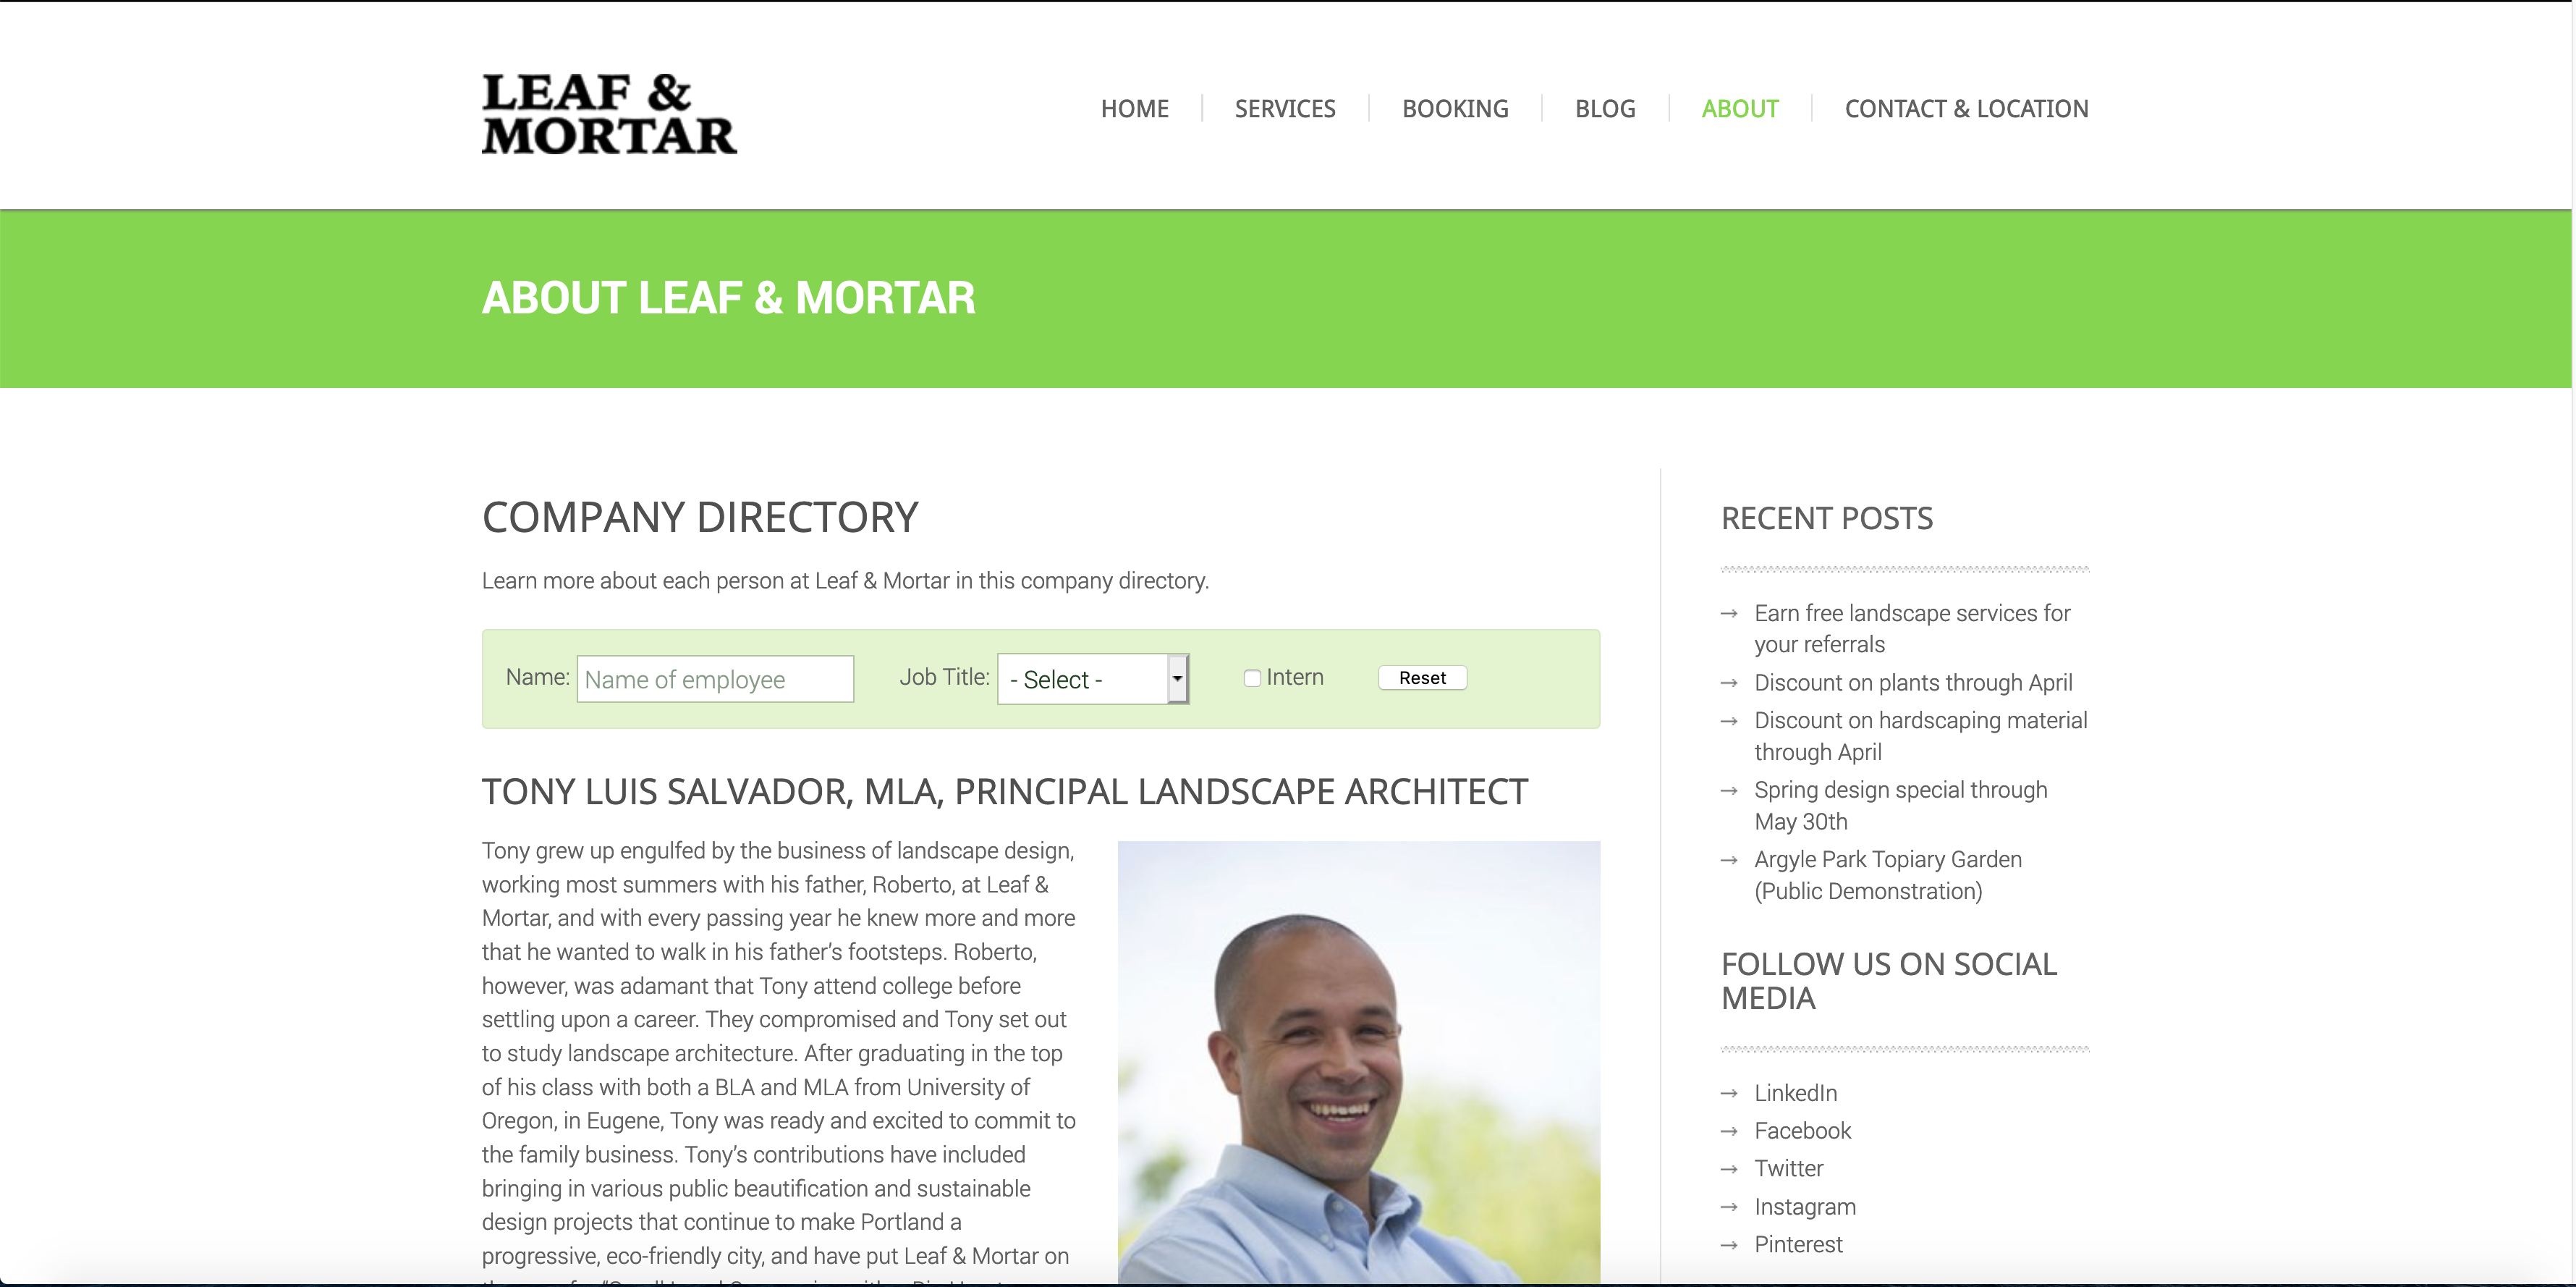 LEAF &
MORTAR
HOME
SERVICES
BOOKING
BLOG
ABOUT
CONTACT & LOCATION
ABOUT LEAF & MORTAR
COMPANY DIRECTORY
Learn more about each person at Leaf & Mortar in this company directory.
Name: Name of employee Job Title: - Select - Intern Reset
TONY LUIS SALVADOR, MLA, PRINCIPAL LANDSCAPE ARCHITECT
Tony grew up engulfed by the business of landscape design,
working most summers with his father, Roberto, at Leaf &
Mortar, and with every passing year he knew more and more
that he wanted to walk in his father’s footsteps. Roberto,
however, was adamant that Tony attend college before
settling upon a career. They compromised and Tony set out
to study landscape architecture. After graduating in the top
of his class with both a BLA and MLA from University of
Oregon, in Eugene, Tony was ready and excited to commit to
the family business. Tony’s contributions have included
bringing in various public beautification and sustainable
design projects that continue to make Portland a
progressive, eco-friendly city, and have put Leaf & Mortar on
RECENT POSTS
→ Earn free landscape services for
your referrals
→ Discount on plants through April
→ Discount on hardscaping material
through April
→ Spring design special through
May 30th
→ Argyle Park Topiary Garden
(Public Demonstration)
FOLLOW US ON SOCIAL
MEDIA
→ LinkedIn
→ Facebook
→ Twitter
→ Instagram
→ Pinterest